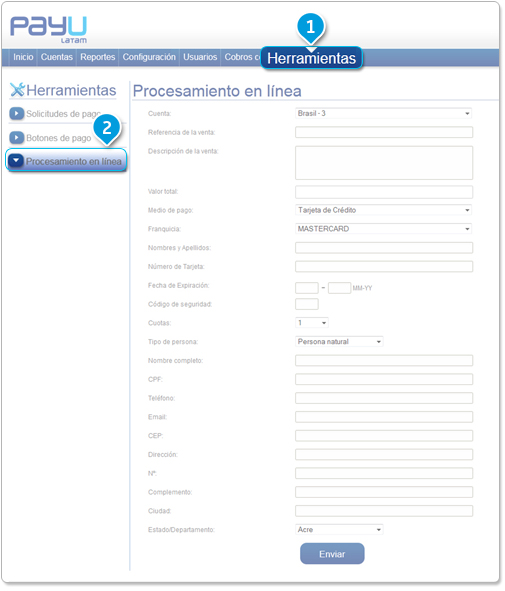 PayU
LATAM
1
Inicio Cuentas Reportes Configuración Usuarios Cobros co Herramientas
Herramientas
Solicitudes de pago
2
Botones de pago
Procesamiento en línea
Procesamiento en línea
Cuenta: Brasil - 3
Referencia de la venta:
Descripción de la venta:
Valor total:
Medio de pago: Tarjeta de Crédito
Franquicia: MASTERCARD
Nombres y Apellidos:
Número de Tarjeta:
Fecha de Expiración: – MM-YY
Código de seguridad:
Cuotas: 1
Tipo de persona: Persona natural
Nombre completo:
CPF:
Teléfono:
Email:
CEP:
Dirección:
Nº:
Complemento:
Ciudad:
Estado/Departamento: Acre
Enviar